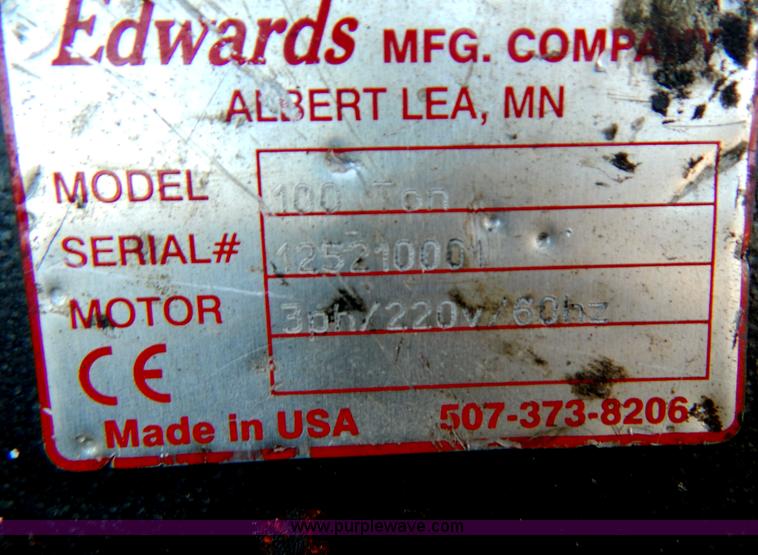 Edwards MFG. COMPANY
ALBERT LEA, MN
MODEL 100 Ton
SERIAL# 125210001
MOTOR 3ph/220v/60hz
CE
Made in USA 507-373-8206
www.purplewave.com